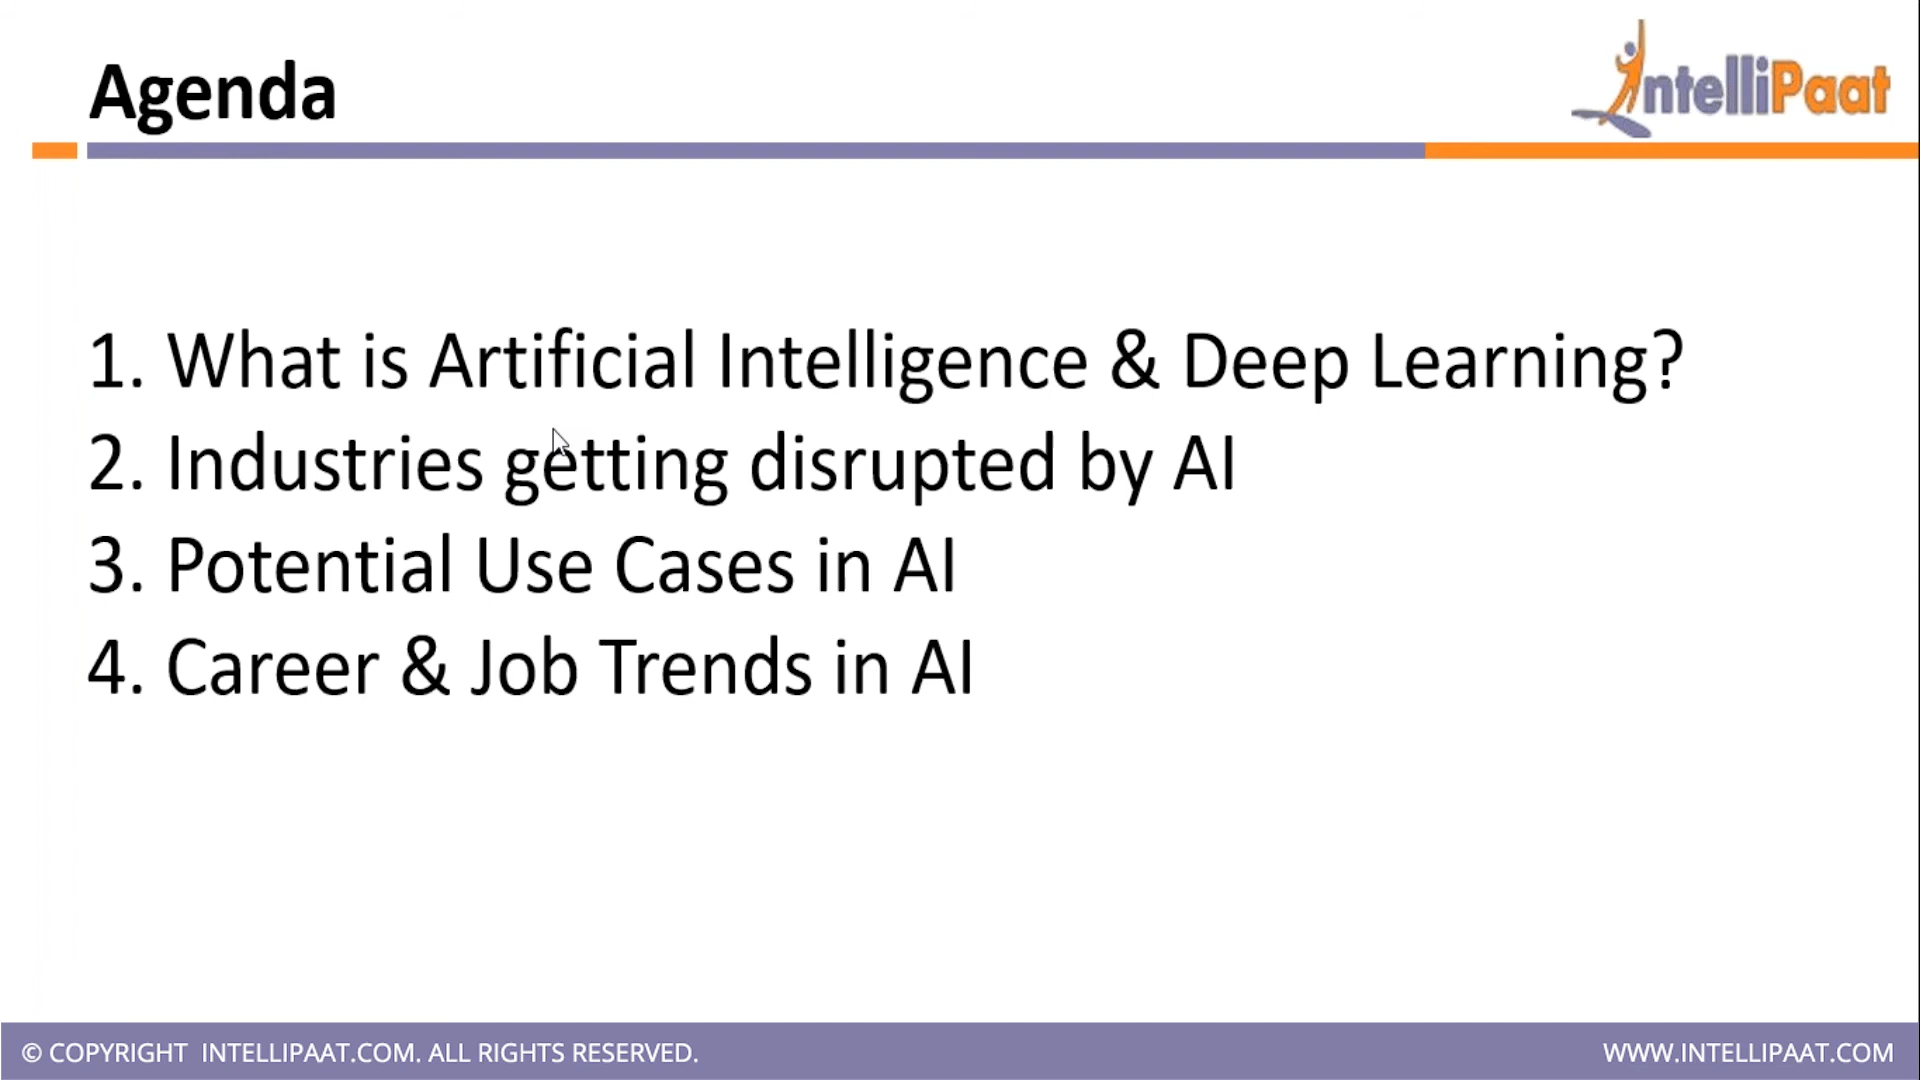 Agenda
IntelliPaat
1. What is Artificial Intelligence & Deep Learning?
2. Industries getting disrupted by AI
3. Potential Use Cases in AI
4. Career & Job Trends in AI
© COPYRIGHT INTELLIPAAT.COM. ALL RIGHTS RESERVED.
WWW.INTELLIPAAT.COM